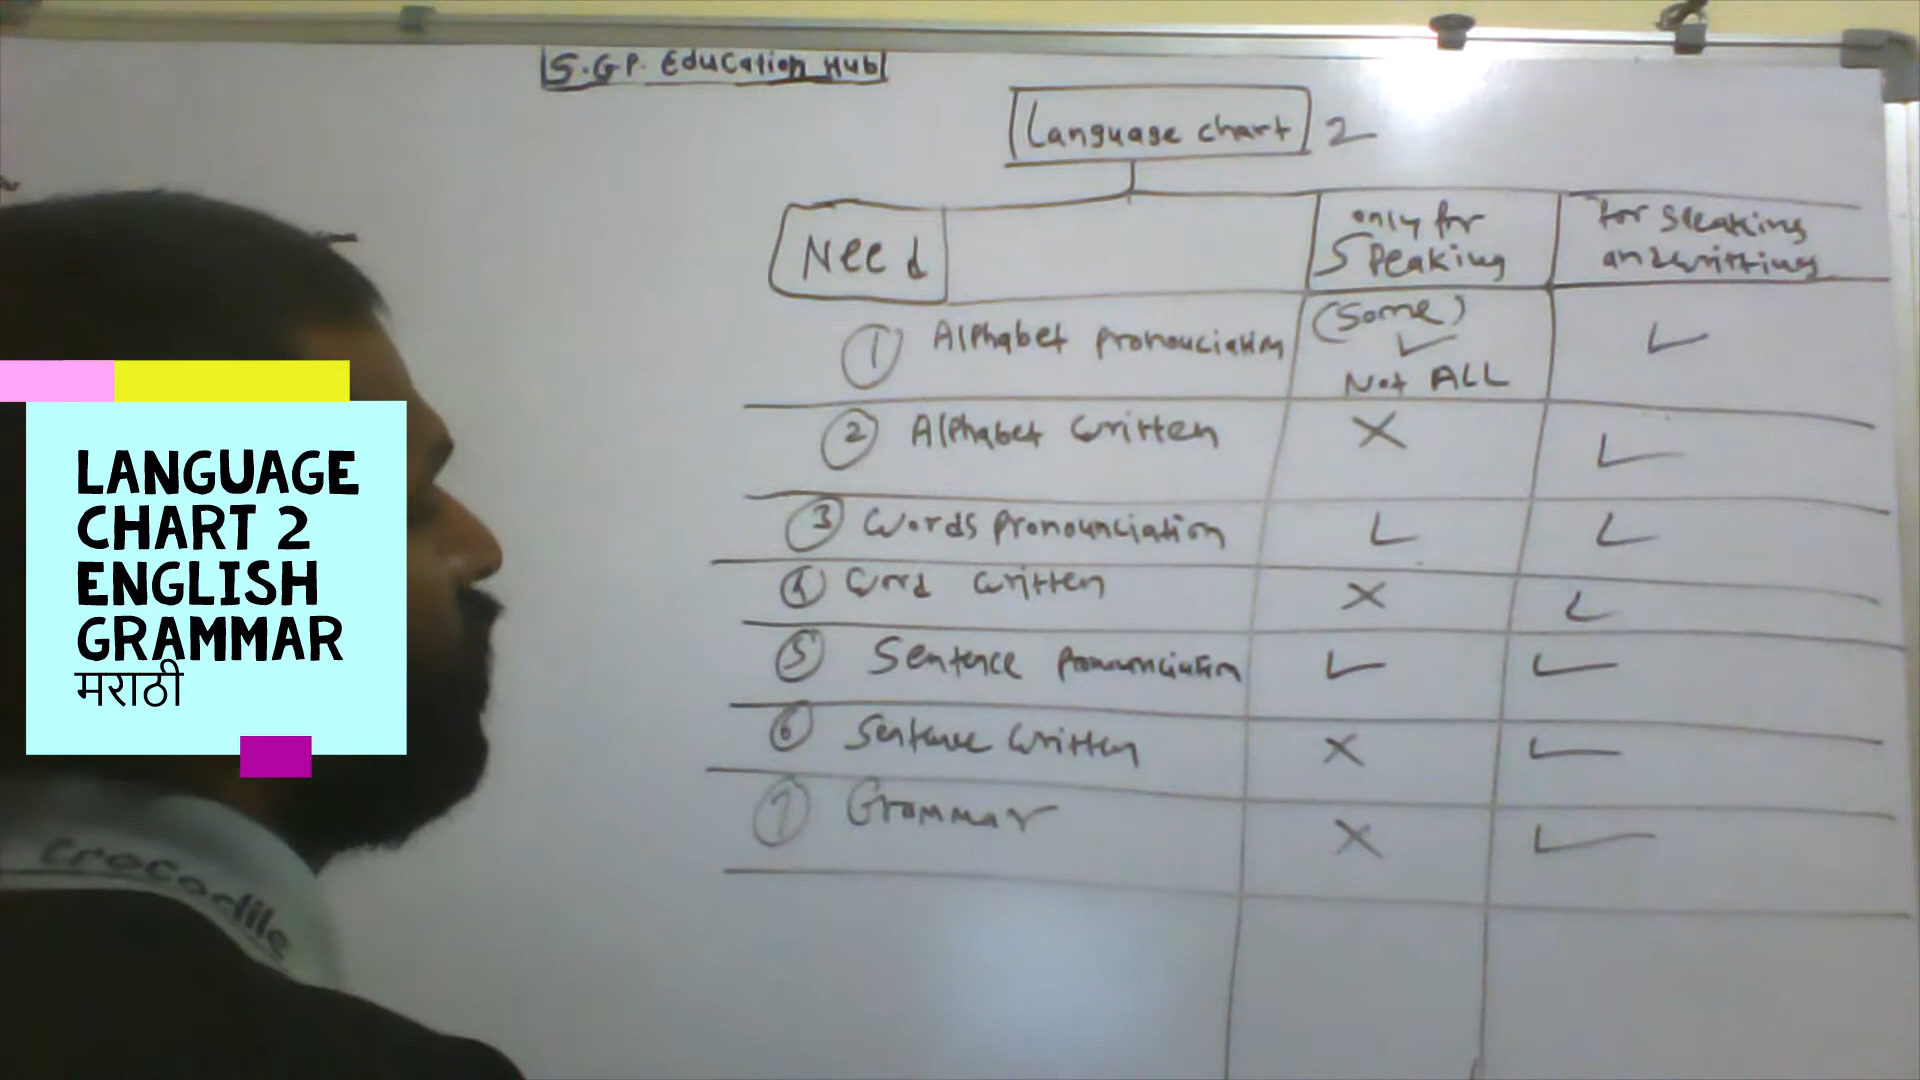 S.G.P. Education Hub
Language chart 2
Need
only for
Speaking
for speaking
and writting
1 Alphabet pronouciation
(Some)
✓
✓
Not ALL
2 Alphabet written × ✓
3 Words pronounciation ✓ ✓
4 Word written × ✓
5 Sentence pronunciation ✓ ✓
6 Sentence written × ✓
7 Grammar × ✓
LANGUAGE
CHART 2
ENGLISH
GRAMMAR
मराठी
crocodile